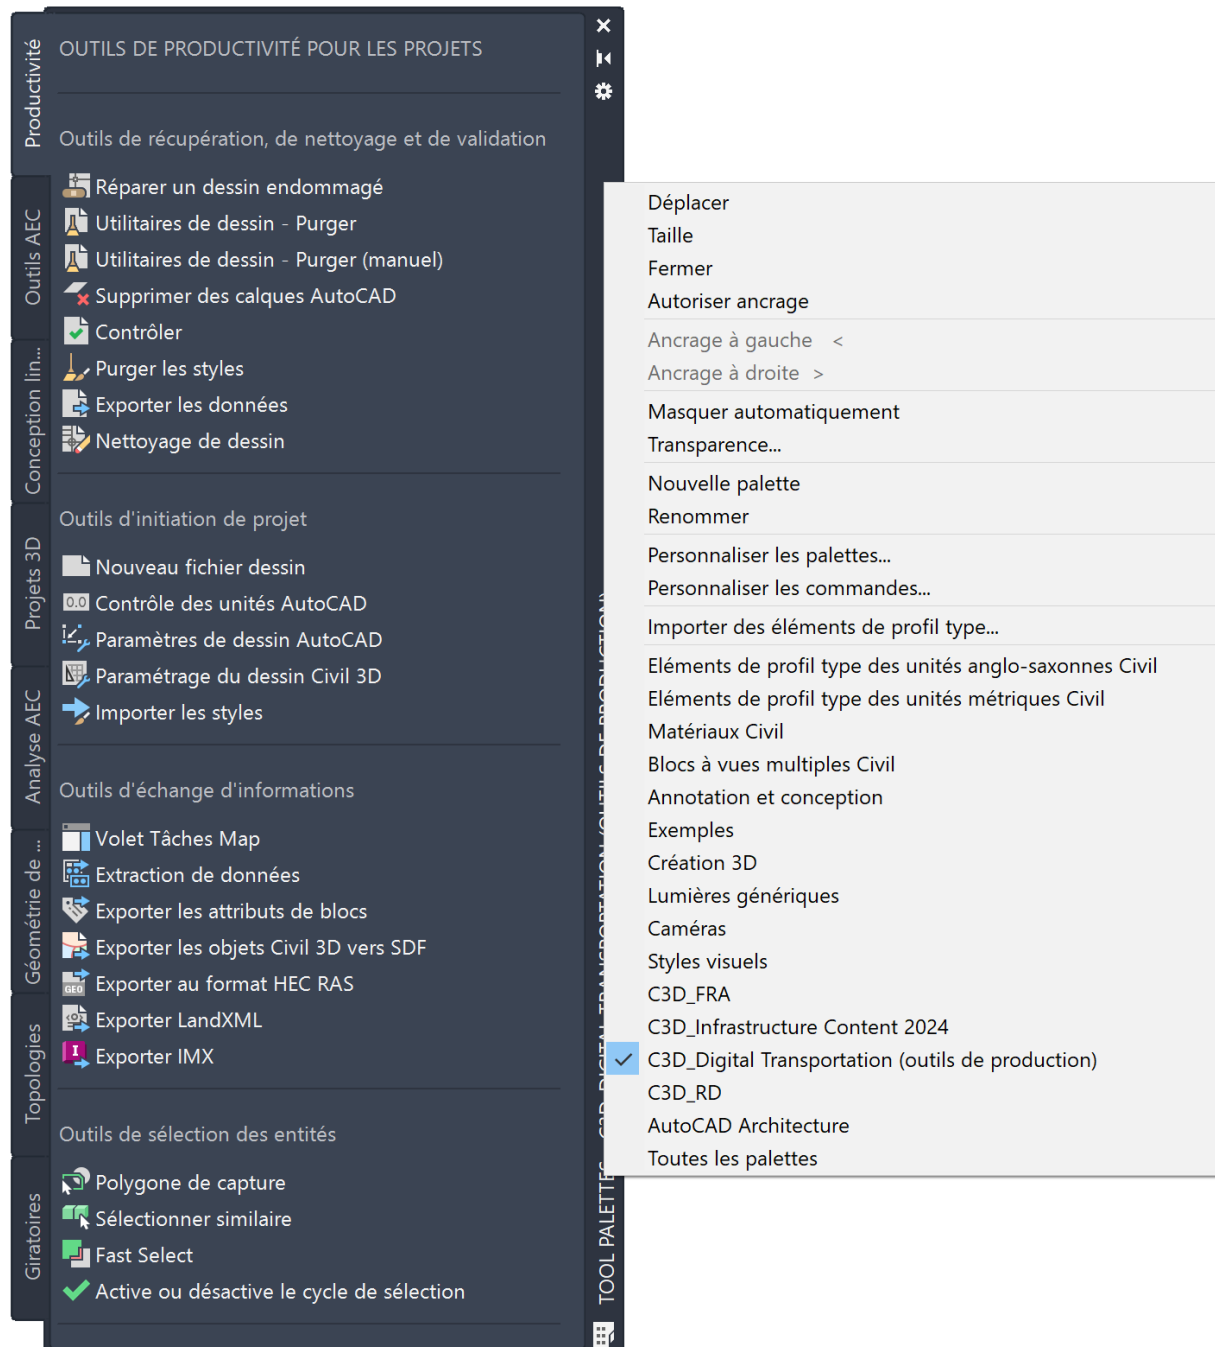 Productivité
Outils AEC
Conception lin...
Projets 3D
Analyse AEC
Géométrie de ...
Topologies
Giratoires
OUTILS DE PRODUCTIVITÉ POUR LES PROJETS
Outils de récupération, de nettoyage et de validation
Réparer un dessin endommagé
Utilitaires de dessin - Purger
Utilitaires de dessin - Purger (manuel)
Supprimer des calques AutoCAD
Contrôler
Purger les styles
Exporter les données
Nettoyage de dessin
Outils d'initiation de projet
Nouveau fichier dessin
0.0 Contrôle des unités AutoCAD
Paramètres de dessin AutoCAD
Paramétrage du dessin Civil 3D
Importer les styles
Outils d'échange d'informations
Volet Tâches Map
Extraction de données
Exporter les attributs de blocs
Exporter les objets Civil 3D vers SDF
GEO Exporter au format HEC RAS
Exporter LandXML
I Exporter IMX
Outils de sélection des entités
Polygone de capture
Sélectionner similaire
Fast Select
Active ou désactive le cycle de sélection
TOOL PALETTES
Déplacer
Taille
Fermer
Autoriser ancrage
Ancrage à gauche <
Ancrage à droite >
Masquer automatiquement
Transparence...
Nouvelle palette
Renommer
Personnaliser les palettes...
Personnaliser les commandes...
Importer des éléments de profil type...
Eléments de profil type des unités anglo-saxonnes Civil
Eléments de profil type des unités métriques Civil
Matériaux Civil
Blocs à vues multiples Civil
Annotation et conception
Exemples
Création 3D
Lumières génériques
Caméras
Styles visuels
C3D_FRA
C3D_Infrastructure Content 2024
C3D_Digital Transportation (outils de production)
C3D_RD
AutoCAD Architecture
Toutes les palettes